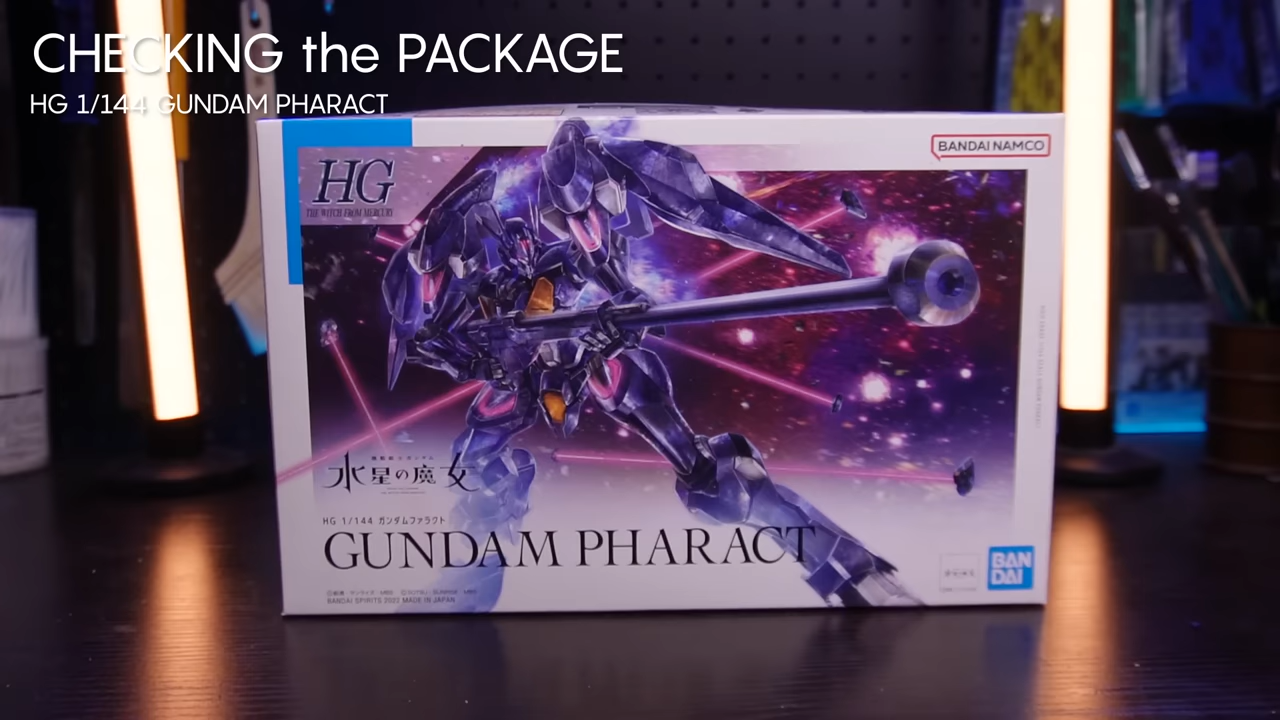 CHECKING the PACKAGE
HG 1/144 GUNDAM PHARACT
BANDAI NAMCO
HG
THE WITCH FROM MERCURY
水星の魔女
HG 1/144 ガンダムファラクト
GUNDAM PHARACT
BANDAI SPIRITS 2022 MADE IN JAPAN
BAN
DAI